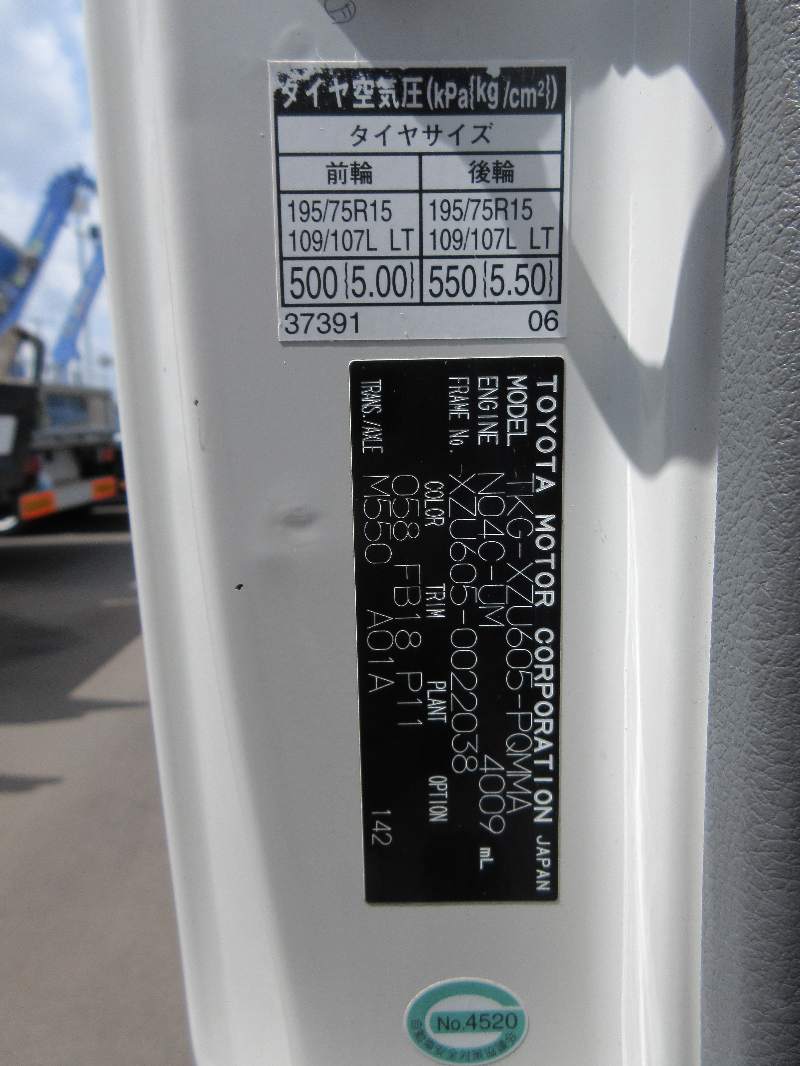 タイヤ空気圧(kPa{kg/cm²})
タイヤサイズ
前輪 後輪
195/75R15 195/75R15
109/107L LT 109/107L LT
500{5.00} 550{5.50}
37391 06
TOYOTA MOTOR CORPORATION JAPAN
MODEL TKG-XZU605-PQMMA
ENGINE N04C-UM 4009 mL
FRAME No. XZU605-0022038
COLOR TRIM PLANT OPTION
058 FB18 P11
TRANS./AXLE M550 A01A 142
No.4520